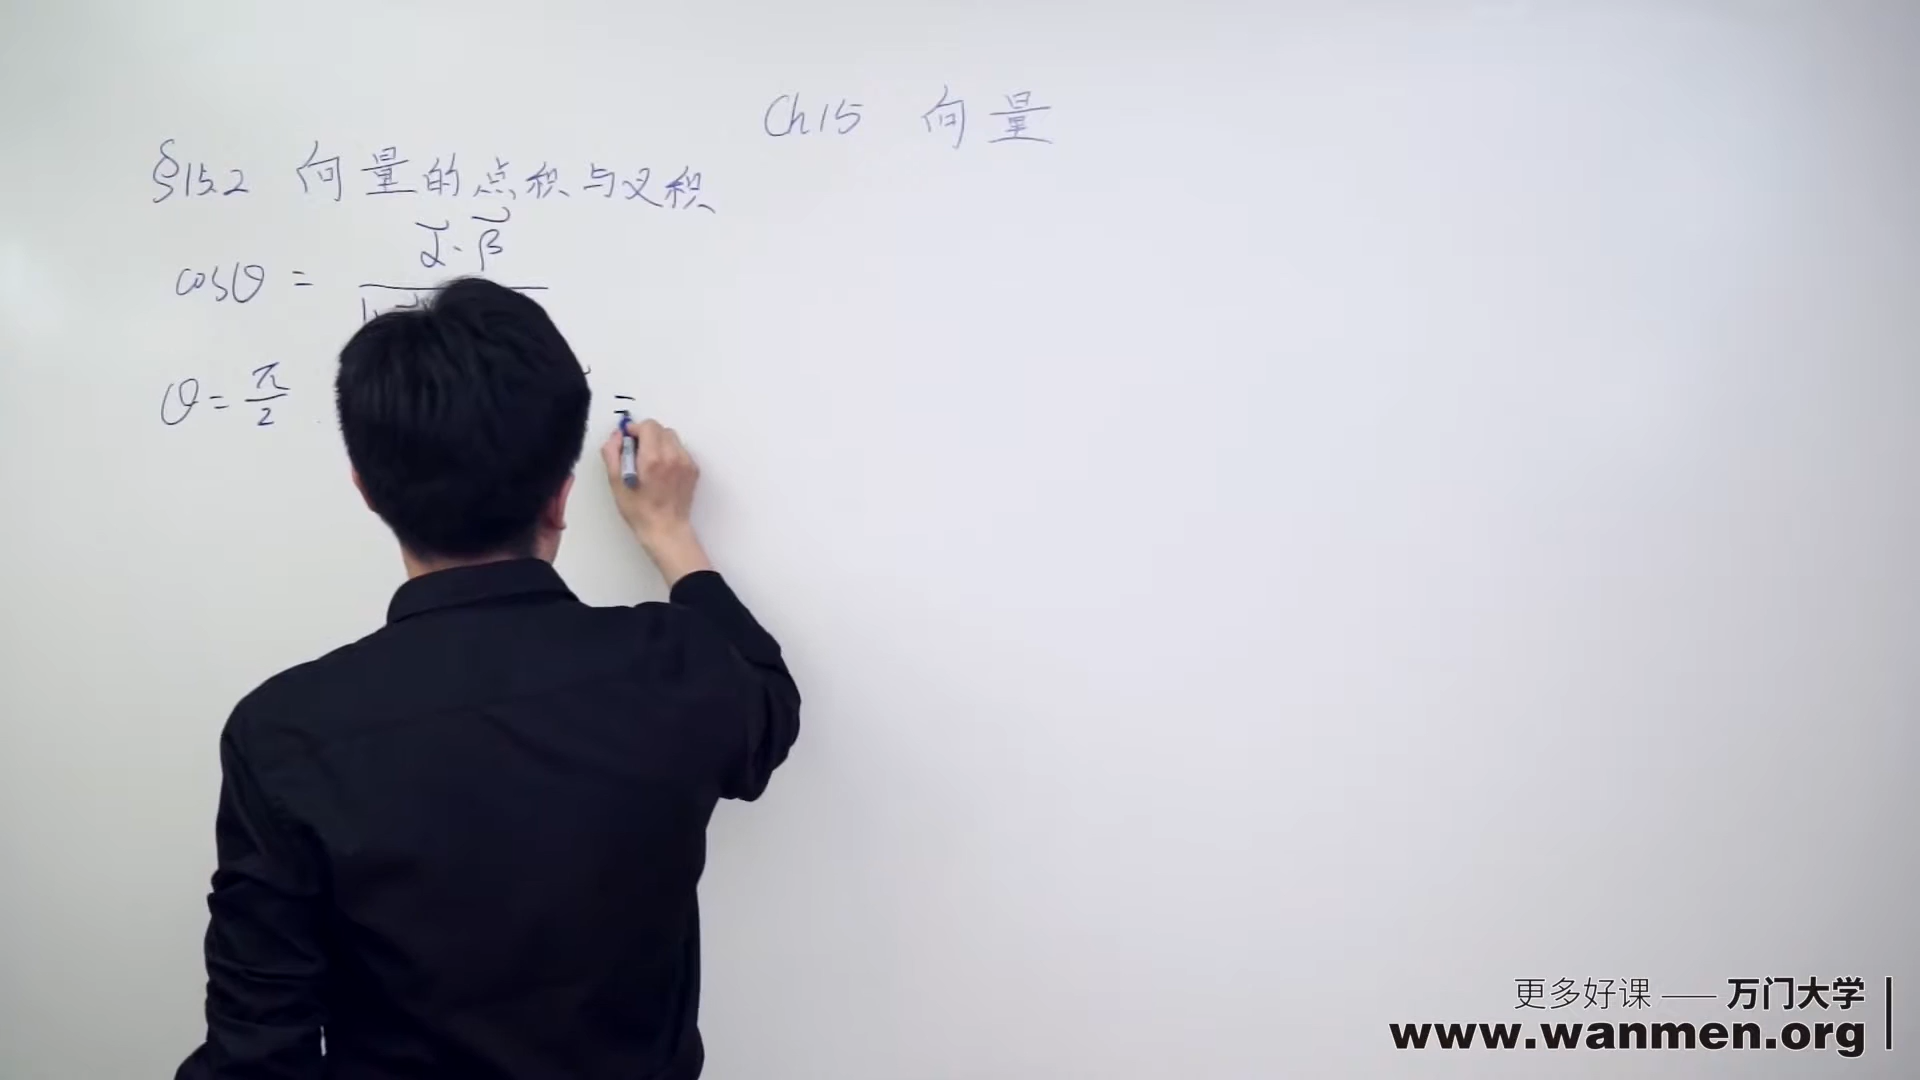 Ch15 向量
§15.2 向量的点积与叉积
α⃗·β⃗
cosθ =
θ = π/2 =
更多好课 —— 万门大学
www.wanmen.org